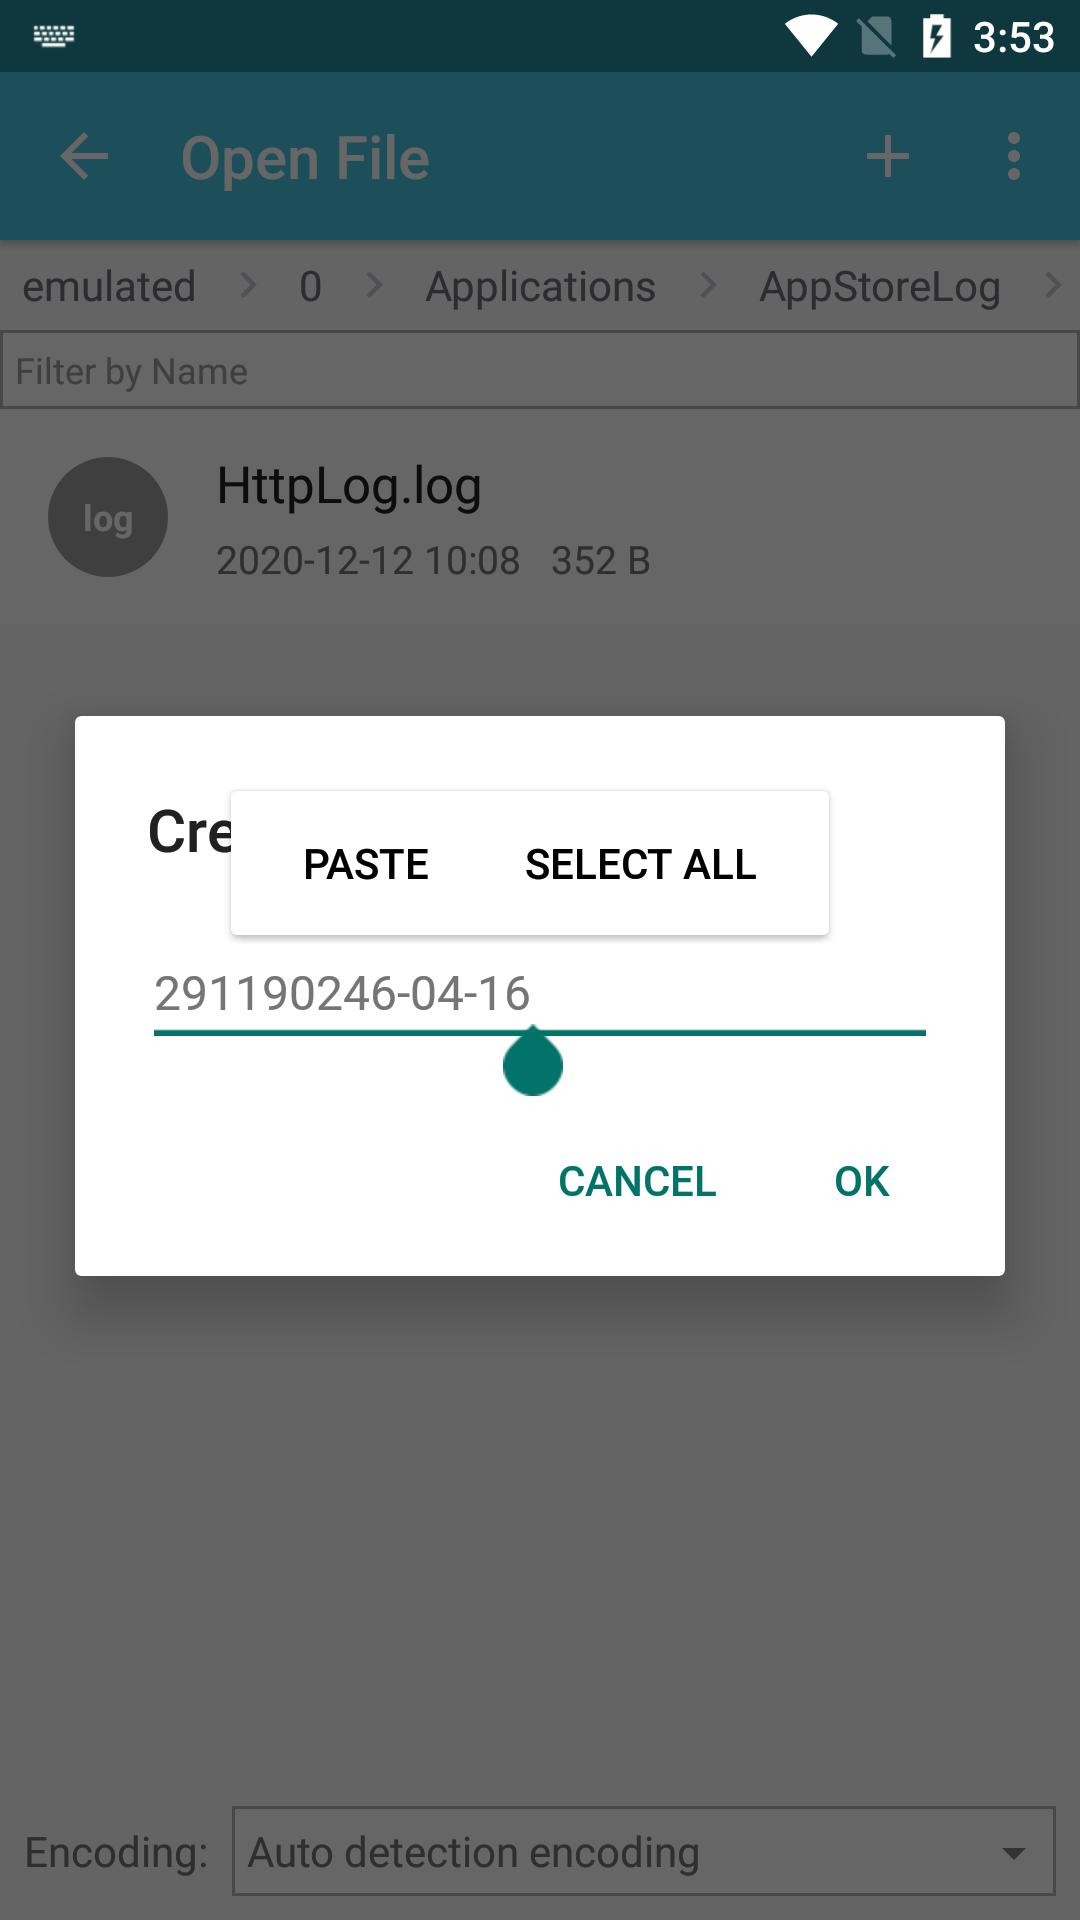 3:53
Open File
emulated 0 Applications AppStoreLog
Filter by Name
log
HttpLog.log
2020-12-12 10:08 352 B
Cre
PASTE SELECT ALL
291190246-04-16
CANCEL OK
Encoding: Auto detection encoding